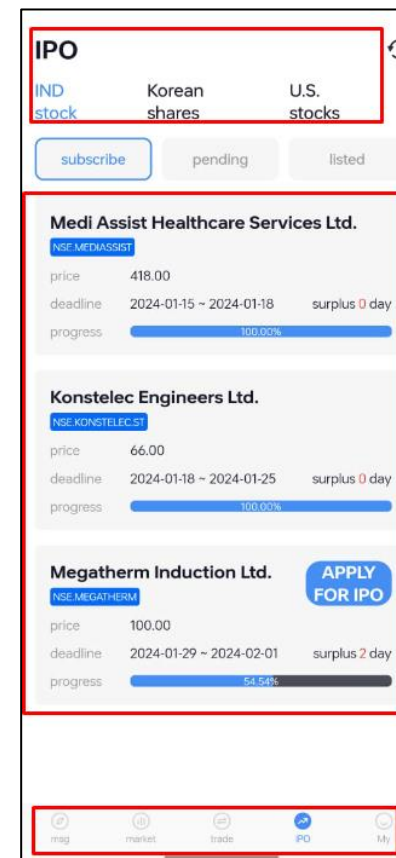 IPO
IND stock
Korean shares
U.S. stocks
subscribe
pending
listed
Medi Assist Healthcare Services Ltd.
NSE.MEDIASSIST
price 418.00
deadline 2024-01-15 ~ 2024-01-18 surplus 0 day
progress 100.00%
Konstelec Engineers Ltd.
NSE.KONSTELEC.ST
price 66.00
deadline 2024-01-18 ~ 2024-01-25 surplus 0 day
progress 100.00%
Megatherm Induction Ltd.
APPLY FOR IPO
NSE.MEGATHERM
price 100.00
deadline 2024-01-29 ~ 2024-02-01 surplus 2 day
progress 54.54%
msg market trade IPO My